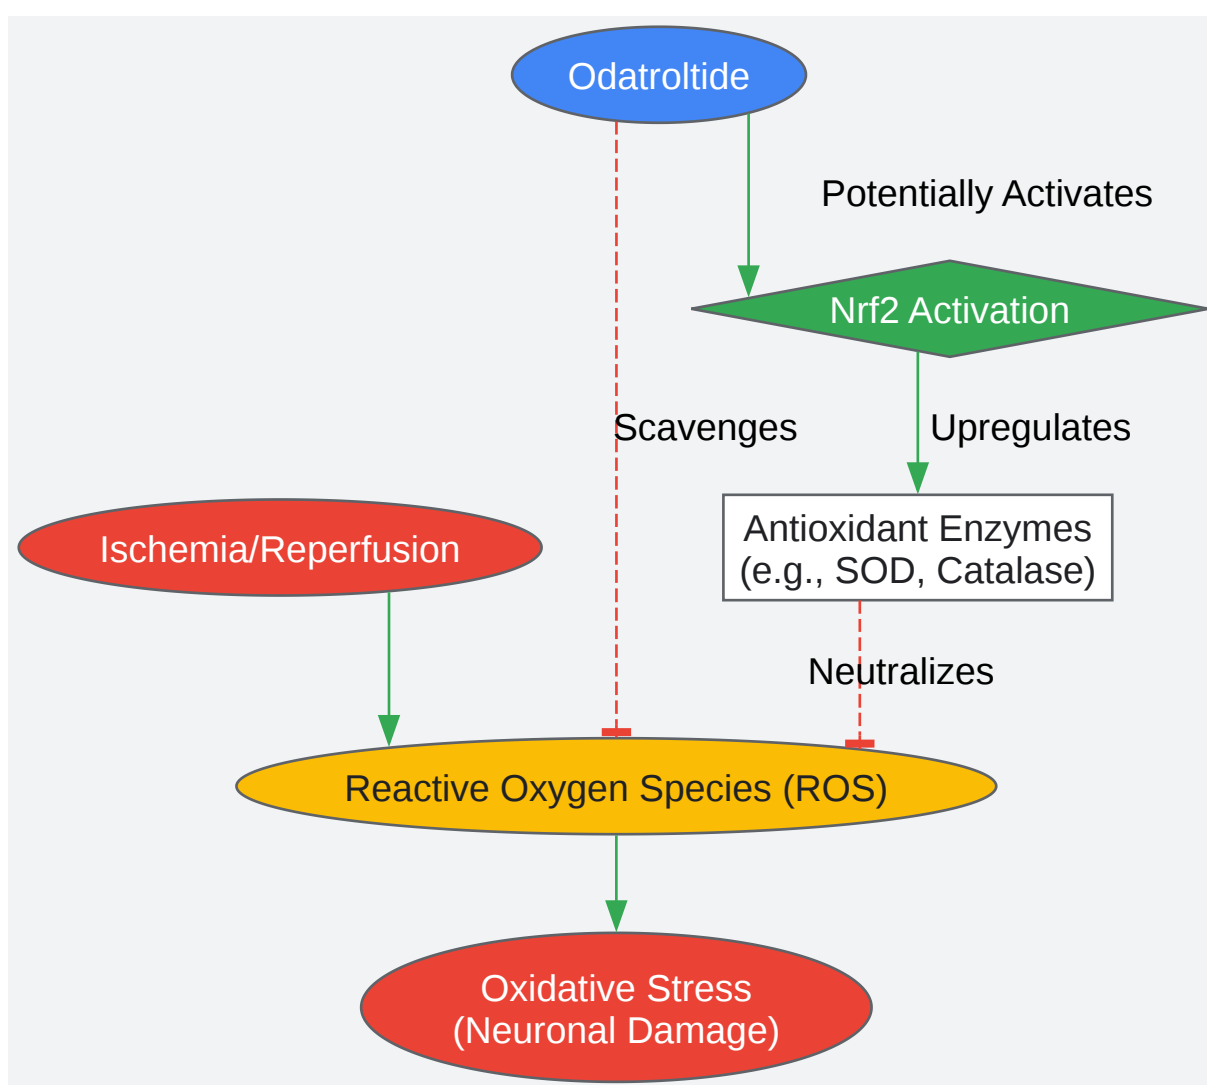 Odatroltide
Potentially Activates
Nrf2 Activation
Scavenges
Upregulates
Ischemia/Reperfusion
Antioxidant Enzymes
(e.g., SOD, Catalase)
Neutralizes
Reactive Oxygen Species (ROS)
Oxidative Stress
(Neuronal Damage)